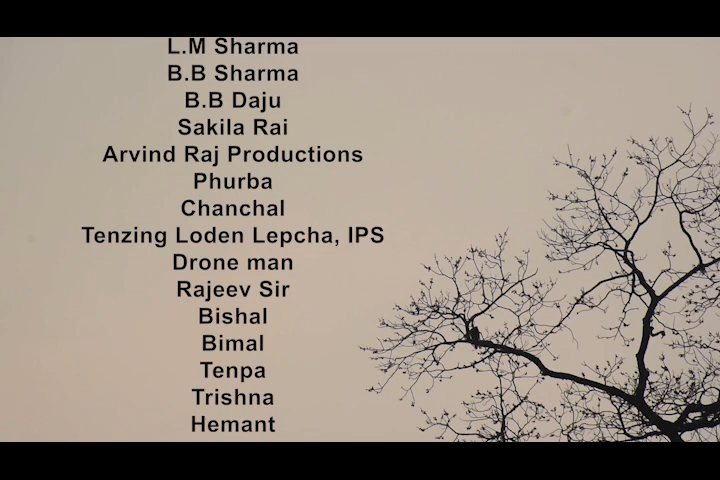 L.M Sharma
B.B Sharma
B.B Daju
Sakila Rai
Arvind Raj Productions
Phurba
Chanchal
Tenzing Loden Lepcha, IPS
Drone man
Rajeev Sir
Bishal
Bimal
Tenpa
Trishna
Hemant